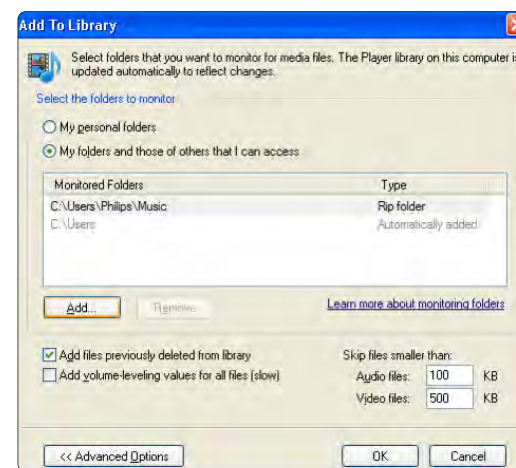 Add To Library
Select folders that you want to monitor for media files. The Player library on this computer is
updated automatically to reflect changes.
Select the folders to monitor
My personal folders
My folders and those of others that I can access
Monitored Folders Type
C:\Users\Philips\Music Rip folder
C:\Users Automatically added
Add... Remove Learn more about monitoring folders
Add files previously deleted from library Skip files smaller than:
Add volume-leveling values for all files (slow) Audio files: 100 KB
Video files: 500 KB
<< Advanced Options OK Cancel